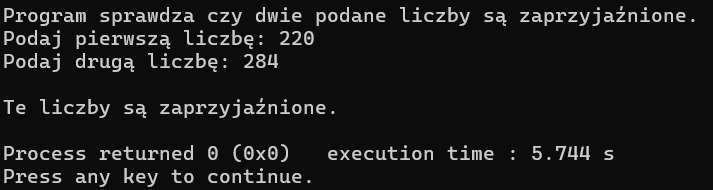 Program sprawdza czy dwie podane liczby są zaprzyjaźnione.
Podaj pierwszą liczbę: 220
Podaj drugą liczbę: 284
Te liczby są zaprzyjaźnione.
Process returned 0 (0x0)   execution time : 5.744 s
Press any key to continue.